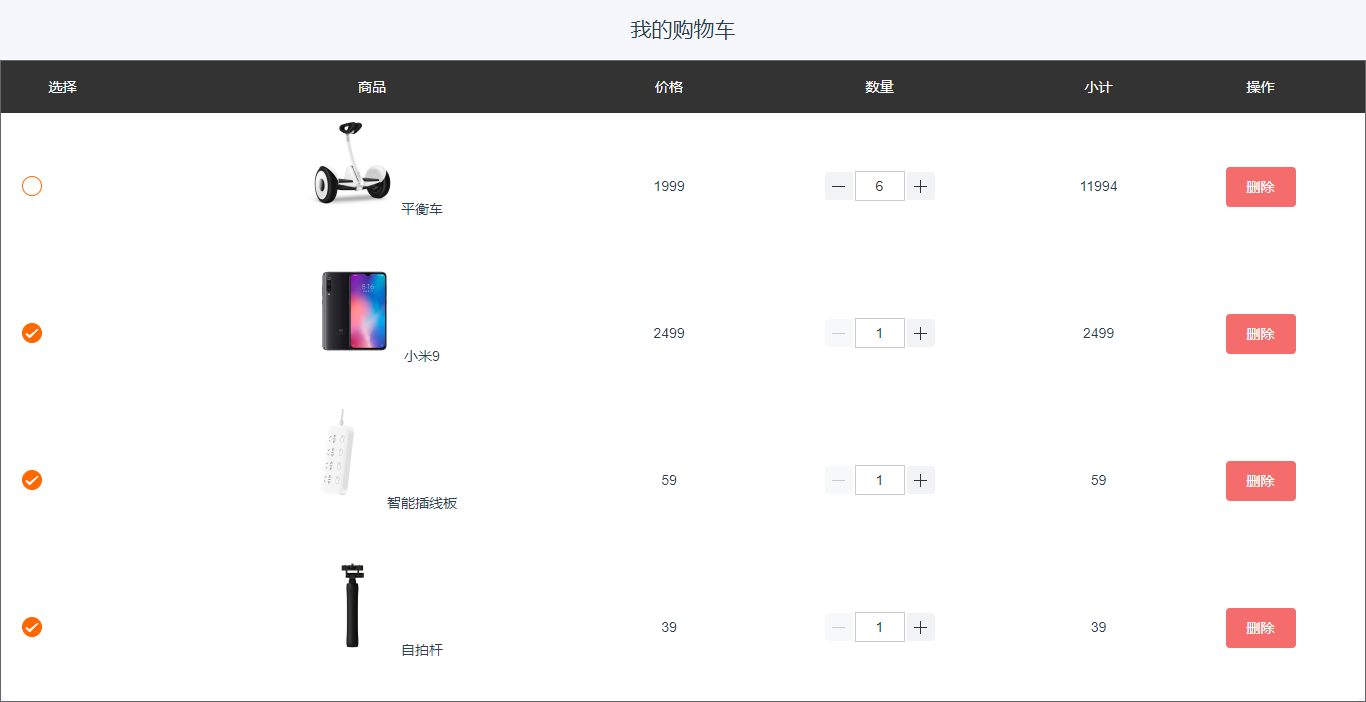 我的购物车
选择 商品 价格 数量 小计 操作
平衡车 1999 6 11994 删除
小米9 2499 1 2499 删除
智能插线板 59 1 59 删除
自拍杆 39 1 39 删除